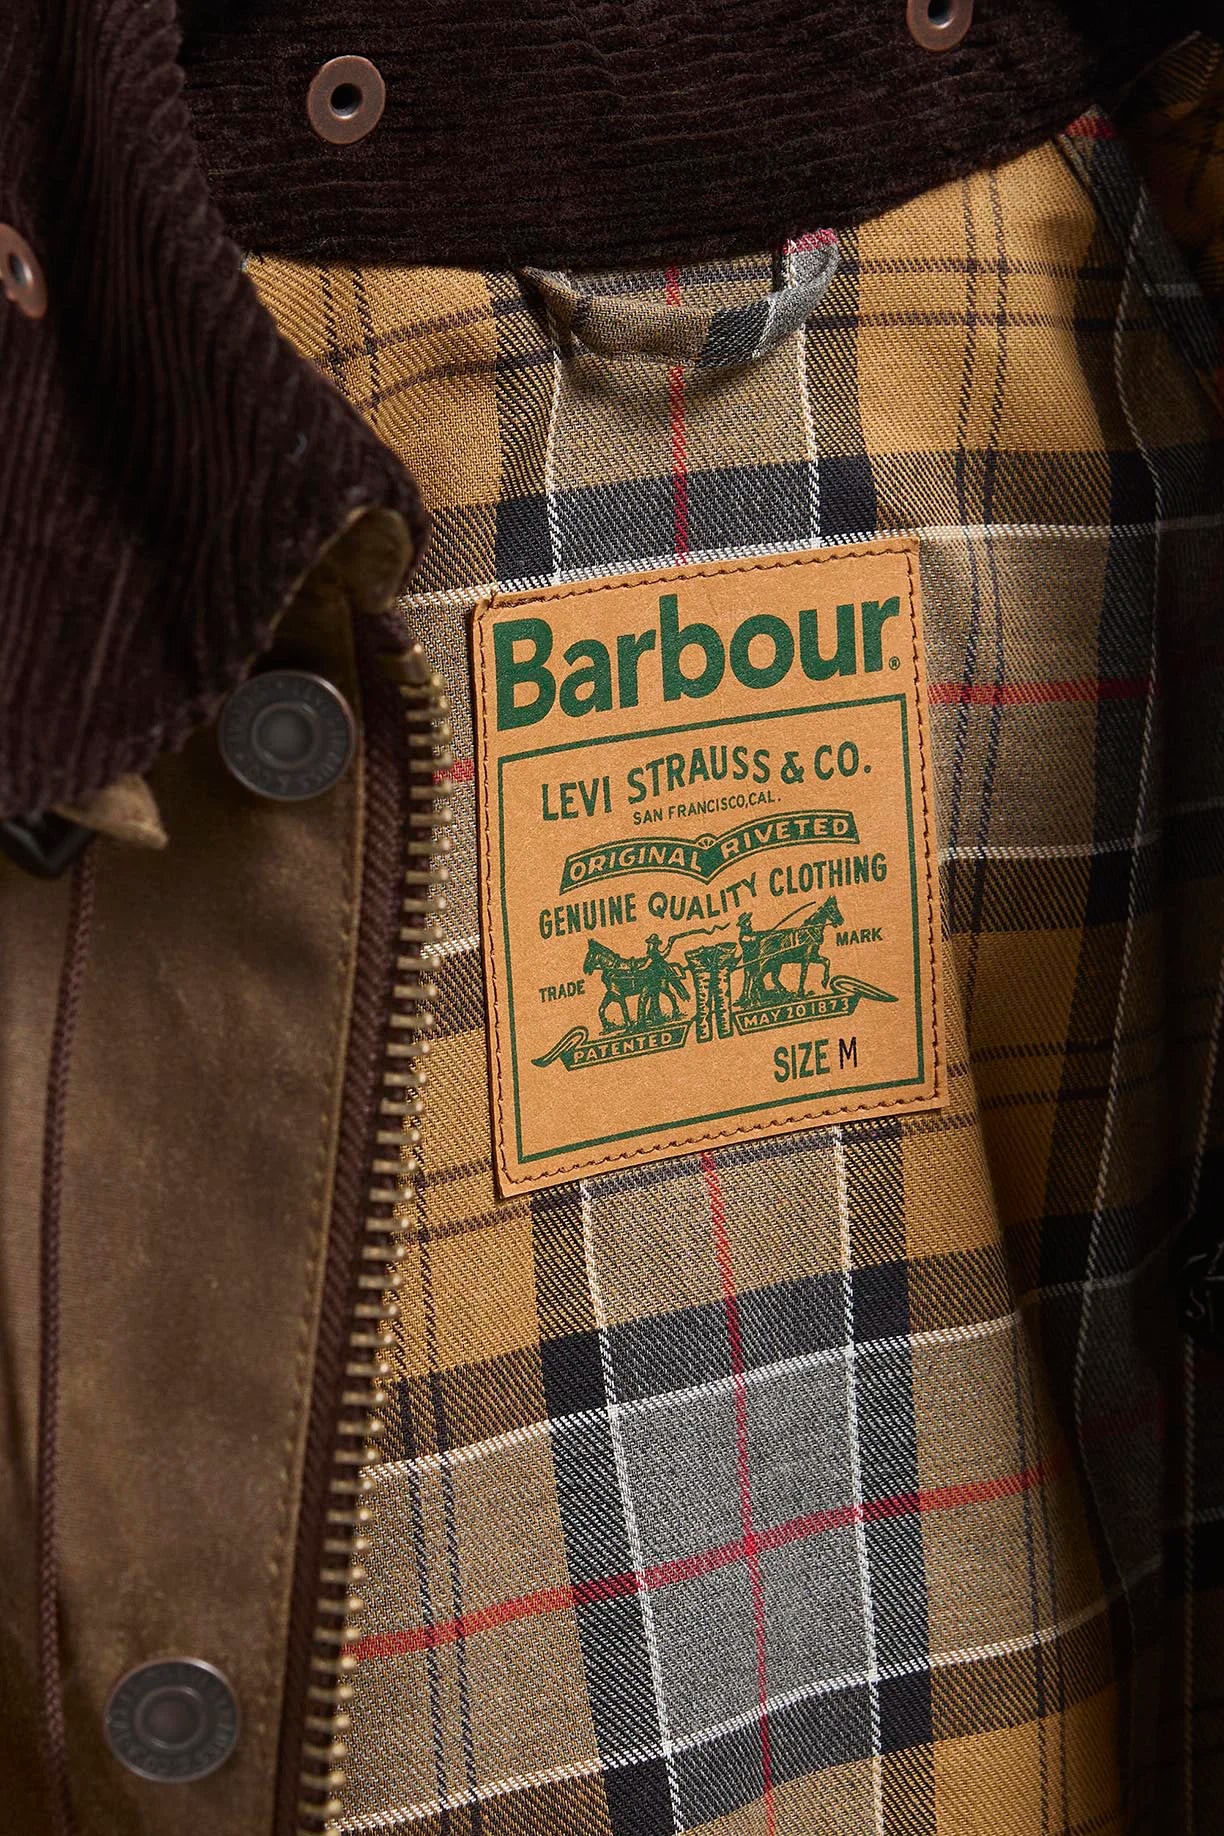 Barbour®
LEVI STRAUSS & CO.
SAN FRANCISCO, CAL.
ORIGINAL RIVETED
GENUINE QUALITY CLOTHING
TRADE MARK
PATENTED MAY 20 1873
SIZE M